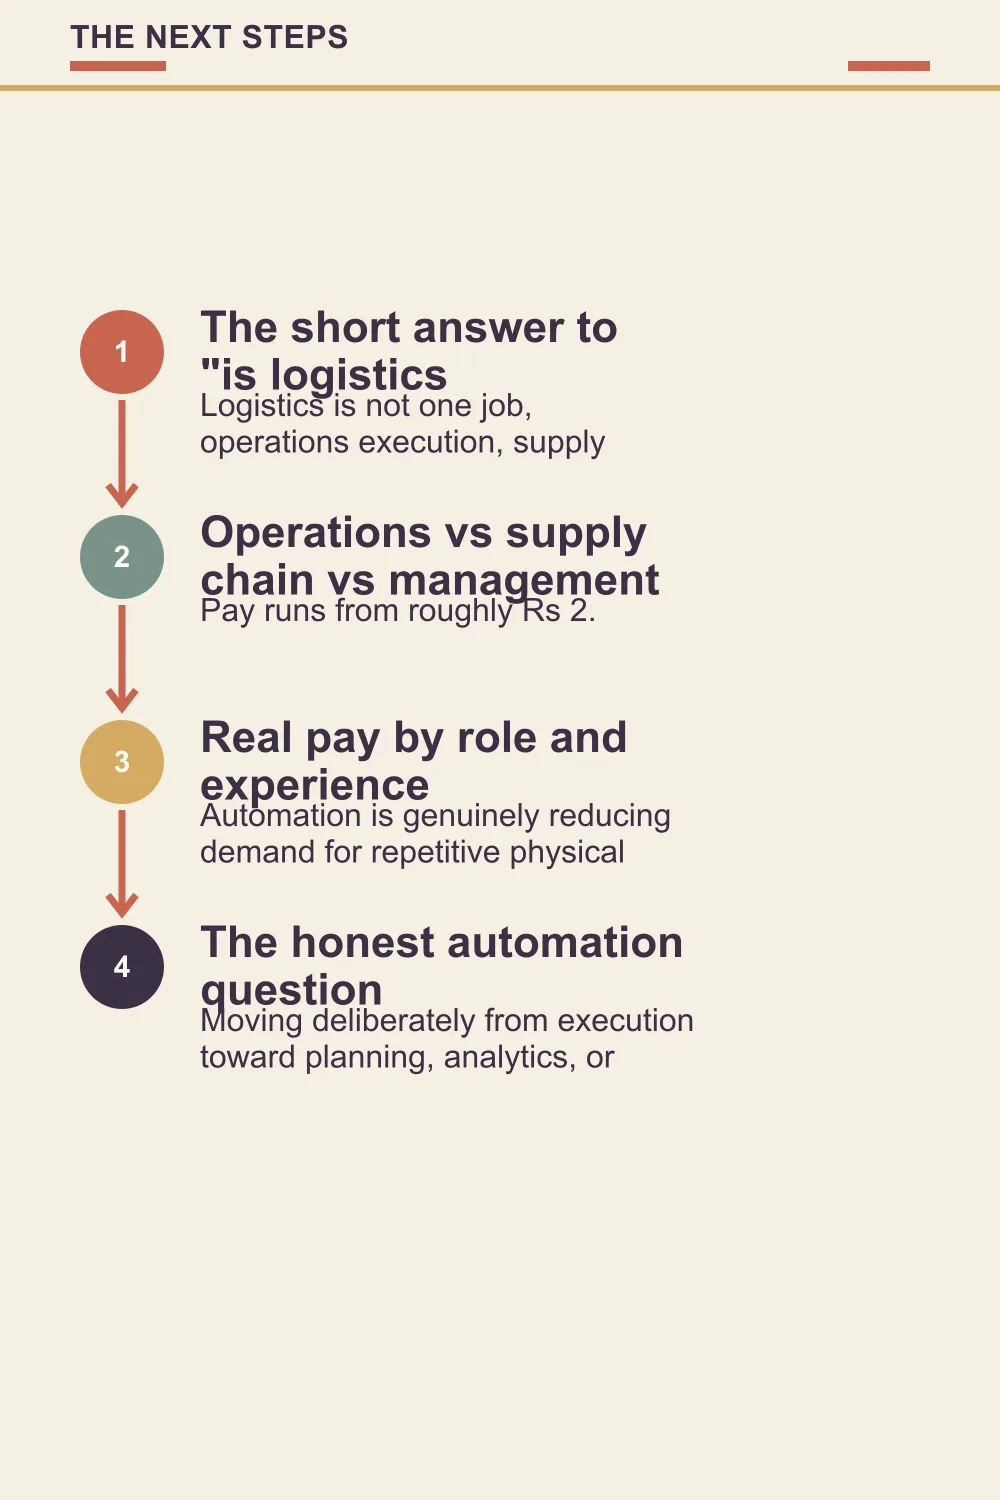 THE NEXT STEPS
1
The short answer to
"is logistics
Logistics is not one job,
operations execution, supply
2
Operations vs supply
chain vs management
Pay runs from roughly Rs 2.
3
Real pay by role and
experience
Automation is genuinely reducing
demand for repetitive physical
4
The honest automation
question
Moving deliberately from execution
toward planning, analytics, or